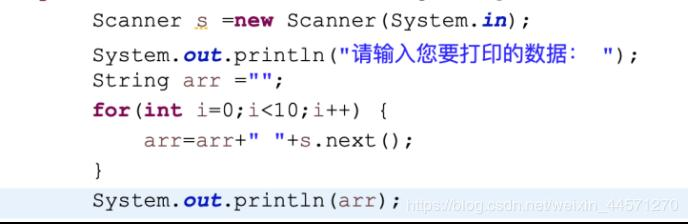 Scanner s =new Scanner(System.in);
System.out.println("请输入您要打印的数据： ");
String arr ="";
for(int i=0;i<10;i++) {
arr=arr+" "+s.next();
}
System.out.println(arr);
https://blog.csdn.net/weixin_44571270